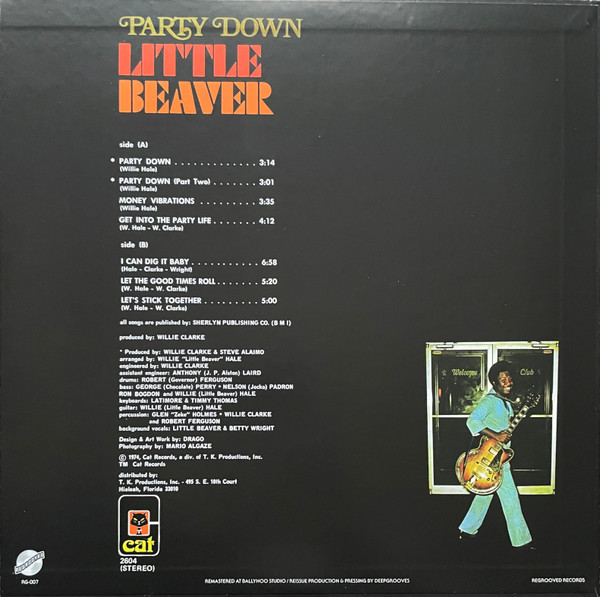 PARTY DOWN
LITTLE
BEAVER
side (A)
* PARTY DOWN . . . . . . . . . . . . . 3:14
(Willie Hale)
* PARTY DOWN (Part Two) . . . . . . . 3:01
(Willie Hale)
MONEY VIBRATIONS . . . . . . . . . 3:35
(Willie Hale)
GET INTO THE PARTY LIFE . . . . . . . 4:12
(W. Hale - W. Clarke)
side (B)
I CAN DIG IT BABY . . . . . . . . . . . 6:58
(Hale - Clarke - Wright)
LET THE GOOD TIMES ROLL . . . . . . . 5:20
(W. Hale - W. Clarke)
LET'S STICK TOGETHER . . . . . . . . . 5:00
(W. Hale - W. Clarke)
all songs are published by: SHERLYN PUBLISHING CO. (B M I)
produced by: WILLIE CLARKE
* Produced by: WILLIE CLARKE & STEVE ALAIMO
arranged by: WILLIE "Little Beaver" HALE
engineered by: WILLIE CLARKE
assistant engineer: ANTHONY (J. P. Alston) LAIRD
drums: ROBERT (Governor) FERGUSON
bass: GEORGE (Chocolate) PERRY - NELSON (Jocko) PADRON
RON BOGDON and WILLIE (Little Beaver) HALE
keyboards: LATIMORE & TIMMY THOMAS
guitar: WILLIE (Little Beaver) HALE
percussion: GLEN "Zeke" HOLMES - WILLIE CLARKE
and ROBERT FERGUSON
background vocals: LITTLE BEAVER & BETTY WRIGHT
Design & Art Work by: DRAGO
Photography by: MARIO ALGAZE
© 1974, Cat Records, a div. of T. K. Productions, Inc.
TM Cat Records
distributed by:
T. K. Productions, Inc. - 495 S. E. 10th Court
Hialeah, Florida 33010
Welcome Club
cat
2604
(STEREO)
REGROOVED
RG-007
REMASTERED AT BALLYHOO STUDIO / REISSUE PRODUCTION & PRESSING BY DEEPGROOVES
REGROOVED RECORDS